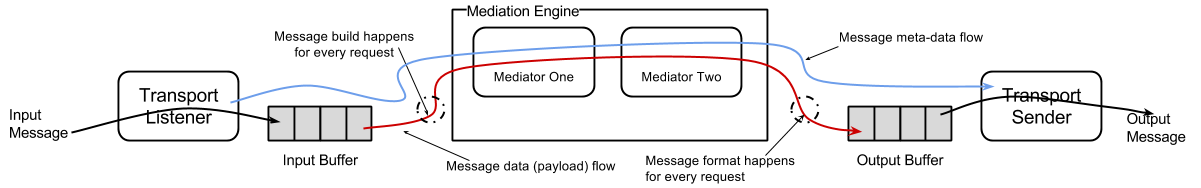 Mediation Engine
Message build happens
for every request
Message meta-data flow
Mediator One
Mediator Two
Transport
Listener
Transport
Sender
Input
Message
Output
Message
Input Buffer
Message data (payload) flow
Message format happens
for every request
Output Buffer